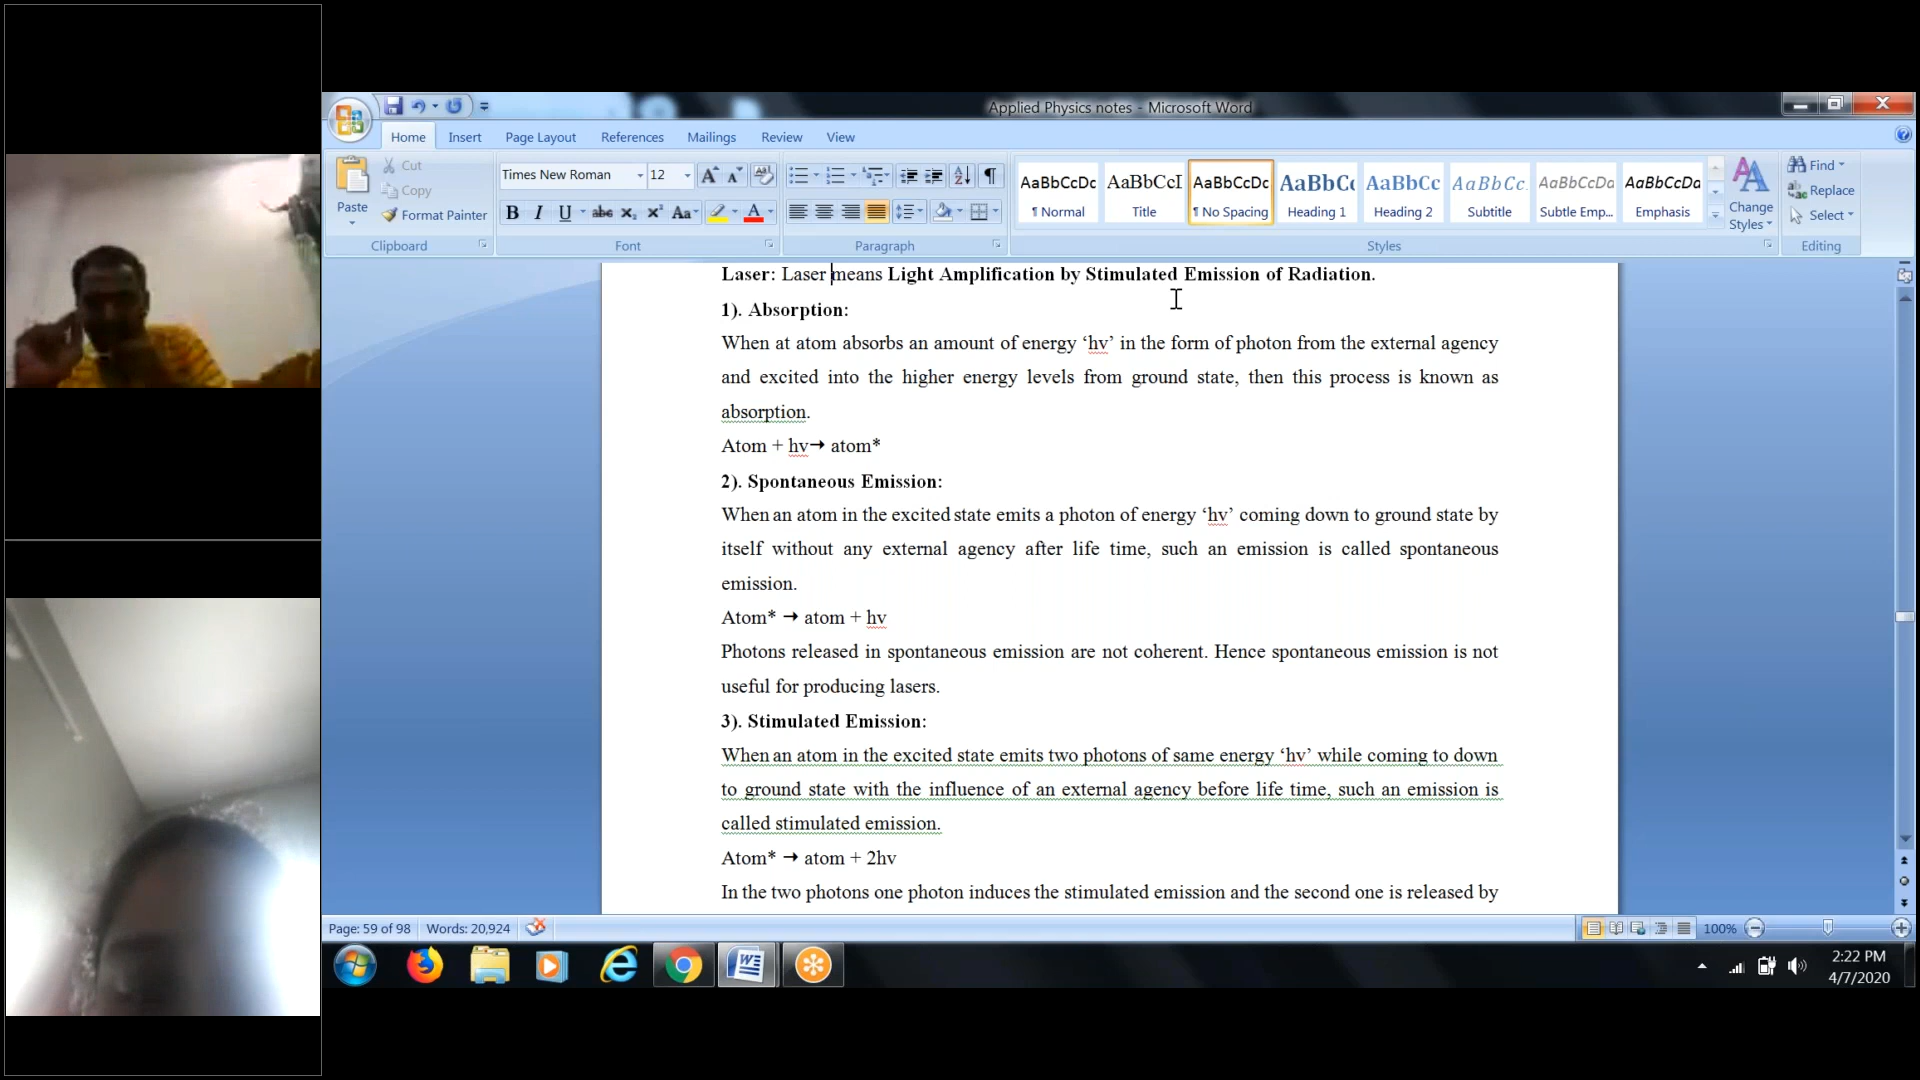 Applied Physics notes - Microsoft Word
Home Insert Page Layout References Mailings Review View
Paste
Cut
Copy
Format Painter
Clipboard
Times New Roman 12
Font
Paragraph
AaBbCcDc AaBbCcI AaBbCcDc AaBbCc AaBbCc AaBbCc. AaBbCcDa AaBbCcDa
¶ Normal Title ¶ No Spacing Heading 1 Heading 2 Subtitle Subtle Emp... Emphasis
Change Styles
Styles
Find
Replace
Select
Editing
Laser: Laser means Light Amplification by Stimulated Emission of Radiation.
1). Absorption:
When at atom absorbs an amount of energy ‘hv’ in the form of photon from the external agency
and excited into the higher energy levels from ground state, then this process is known as
absorption.
Atom + hv→ atom*
2). Spontaneous Emission:
When an atom in the excited state emits a photon of energy ‘hv’ coming down to ground state by
itself without any external agency after life time, such an emission is called spontaneous
emission.
Atom* → atom + hv
Photons released in spontaneous emission are not coherent. Hence spontaneous emission is not
useful for producing lasers.
3). Stimulated Emission:
When an atom in the excited state emits two photons of same energy ‘hv’ while coming to down
to ground state with the influence of an external agency before life time, such an emission is
called stimulated emission.
Atom* → atom + 2hv
In the two photons one photon induces the stimulated emission and the second one is released by
Page: 59 of 98 Words: 20,924 100%
2:22 PM
4/7/2020